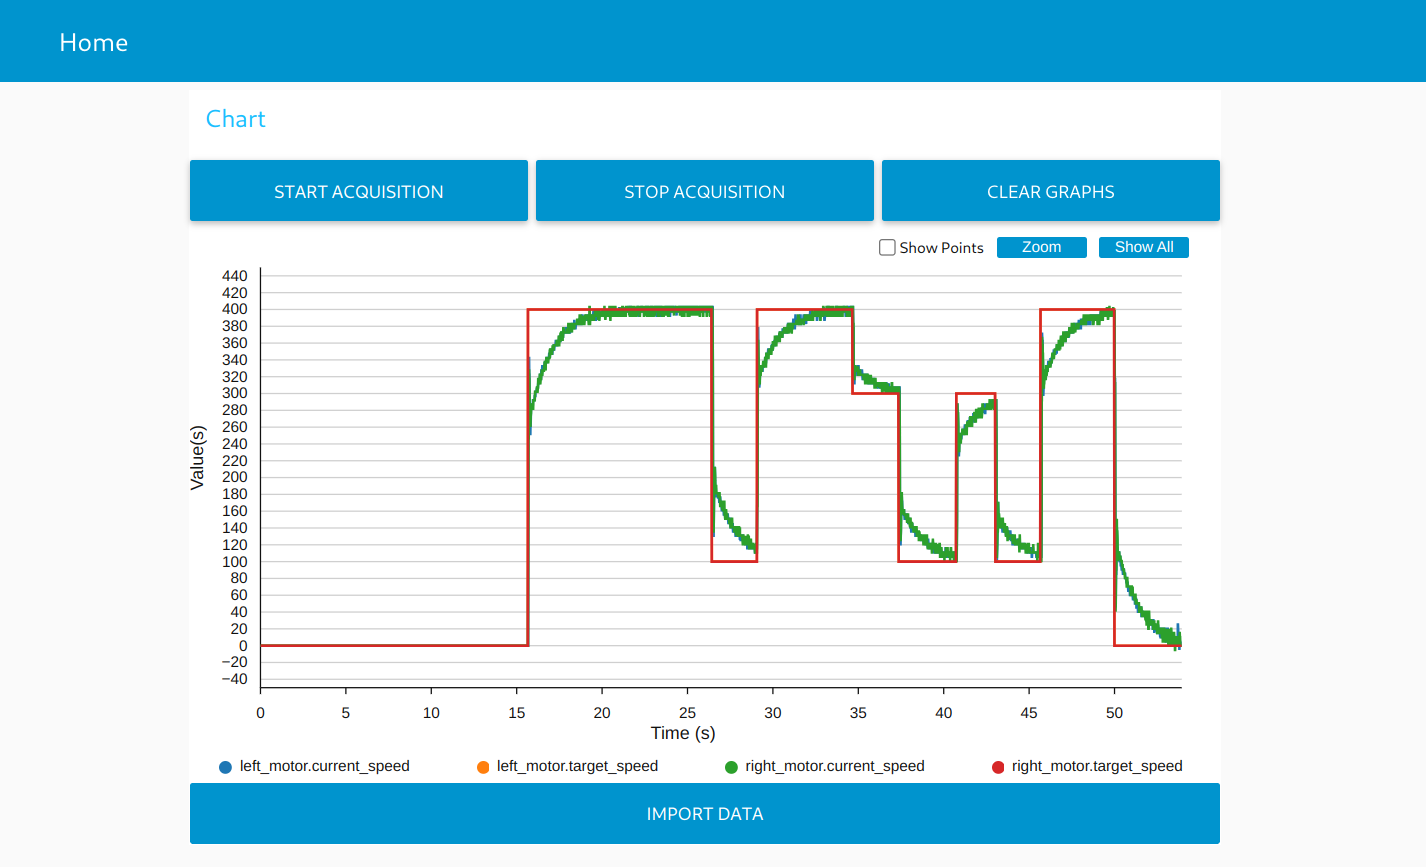 Home
Chart
START ACQUISITION STOP ACQUISITION CLEAR GRAPHS
Show Points Zoom Show All
440
420
400
380
360
340
320
300
280
260
240
220
200
180
160
140
120
100
80
60
40
20
0
−20
−40
Value(s)
0 5 10 15 20 25 30 35 40 45 50
Time (s)
left_motor.current_speed left_motor.target_speed right_motor.current_speed right_motor.target_speed
IMPORT DATA